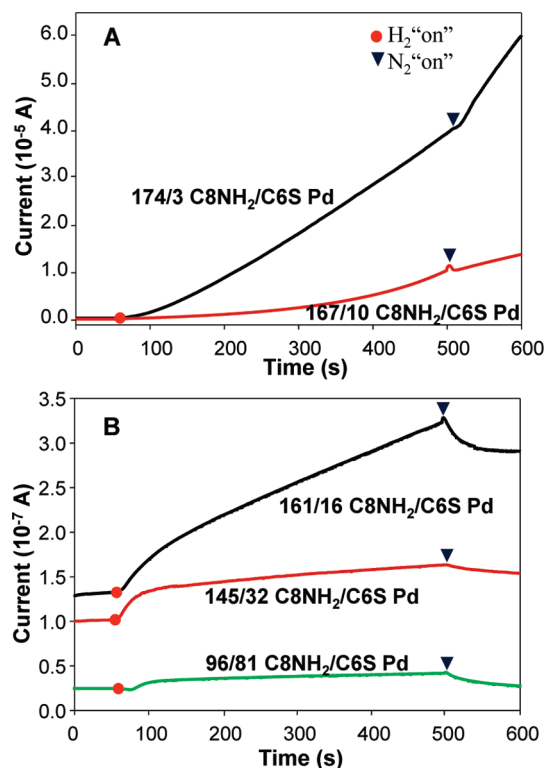 A
H₂“on”
N₂“on”
6.0
5.0
4.0
3.0
2.0
1.0
0.0
Current (10⁻⁵ A)
174/3 C8NH₂/C6S Pd
167/10 C8NH₂/C6S Pd
0 100 200 300 400 500 600
Time (s)
B
3.5
3.0
2.5
2.0
1.5
1.0
0.5
0.0
Current (10⁻⁷ A)
161/16 C8NH₂/C6S Pd
145/32 C8NH₂/C6S Pd
96/81 C8NH₂/C6S Pd
0 100 200 300 400 500 600
Time (s)